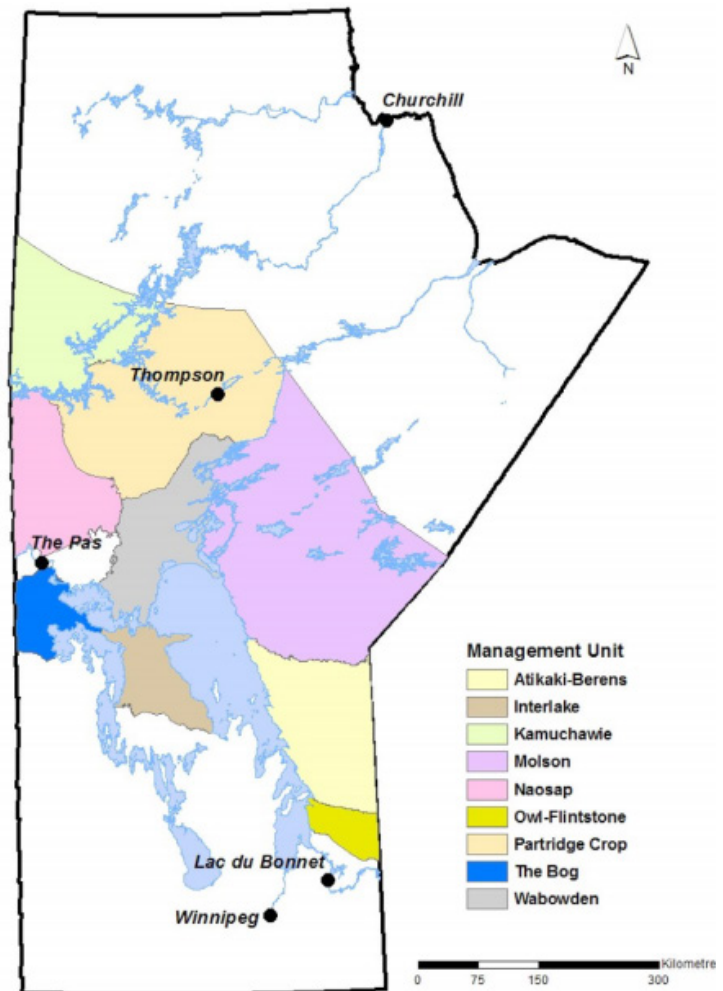 N
Churchill
Thompson
The Pas
Management Unit
Atikaki-Berens
Interlake
Kamuchawie
Molson
Naosap
Owl-Flintstone
Partridge Crop
The Bog
Wabowden
Lac du Bonnet
Winnipeg
Kilometre
0 75 150 300